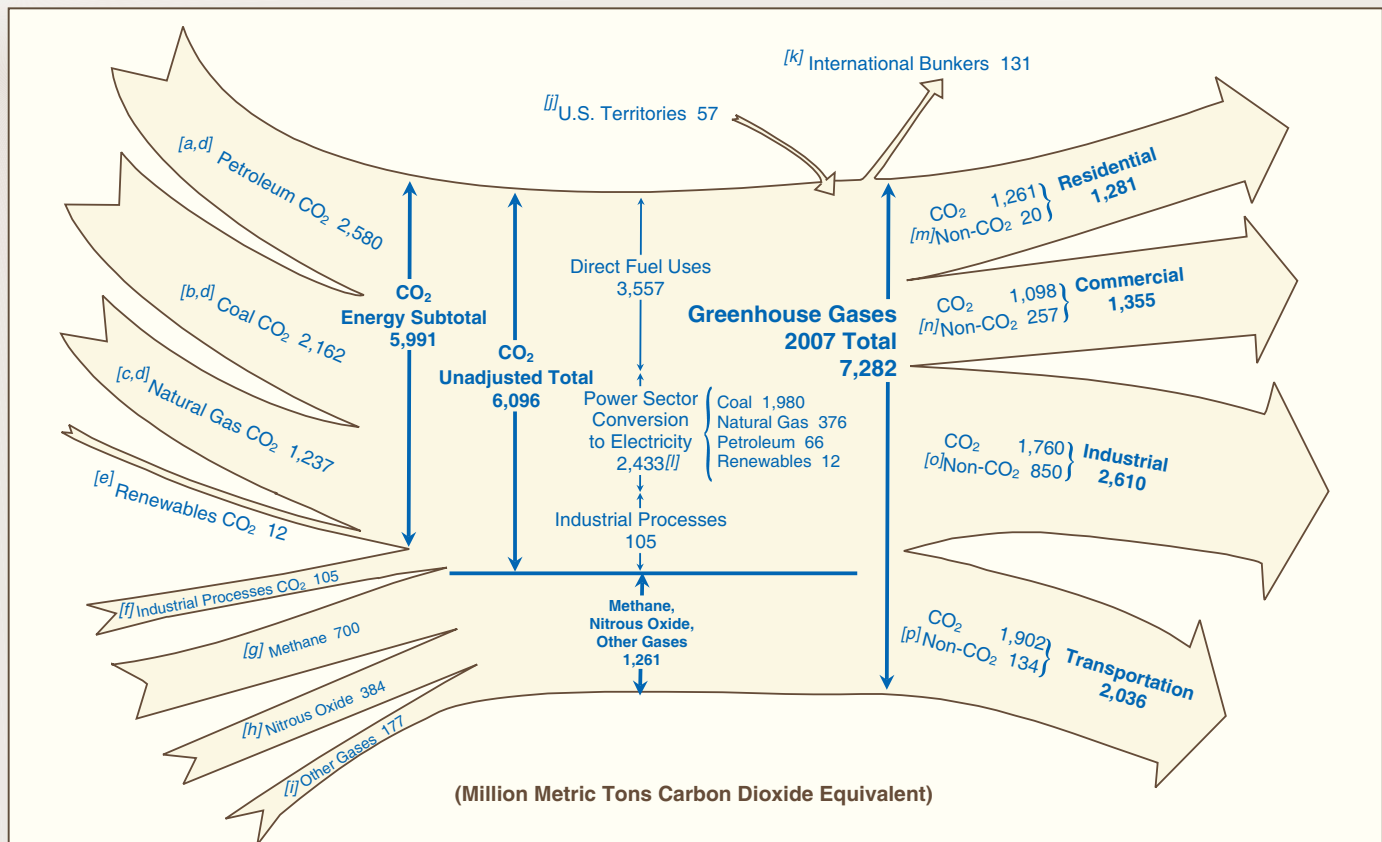 [k] International Bunkers 131
[j]U.S. Territories 57
[a,d] Petroleum CO₂ 2,580
[b,d] Coal CO₂ 2,162
[c,d] Natural Gas CO₂ 1,237
[e] Renewables CO₂ 12
[f] Industrial Processes CO₂ 105
[g] Methane 700
[h] Nitrous Oxide 384
[i] Other Gases 177
CO₂
Energy Subtotal
5,991
CO₂
Unadjusted Total
6,096
Direct Fuel Uses
3,557
Power Sector
Conversion
to Electricity
2,433[l]
Coal 1,980
Natural Gas 376
Petroleum 66
Renewables 12
Industrial Processes
105
Methane,
Nitrous Oxide,
Other Gases
1,261
Greenhouse Gases
2007 Total
7,282
CO₂ 1,261
[m]Non-CO₂ 20
Residential
1,281
CO₂ 1,098
[n]Non-CO₂ 257
Commercial
1,355
CO₂ 1,760
[o]Non-CO₂ 850
Industrial
2,610
CO₂ 1,902
[p]Non-CO₂ 134
Transportation
2,036
(Million Metric Tons Carbon Dioxide Equivalent)